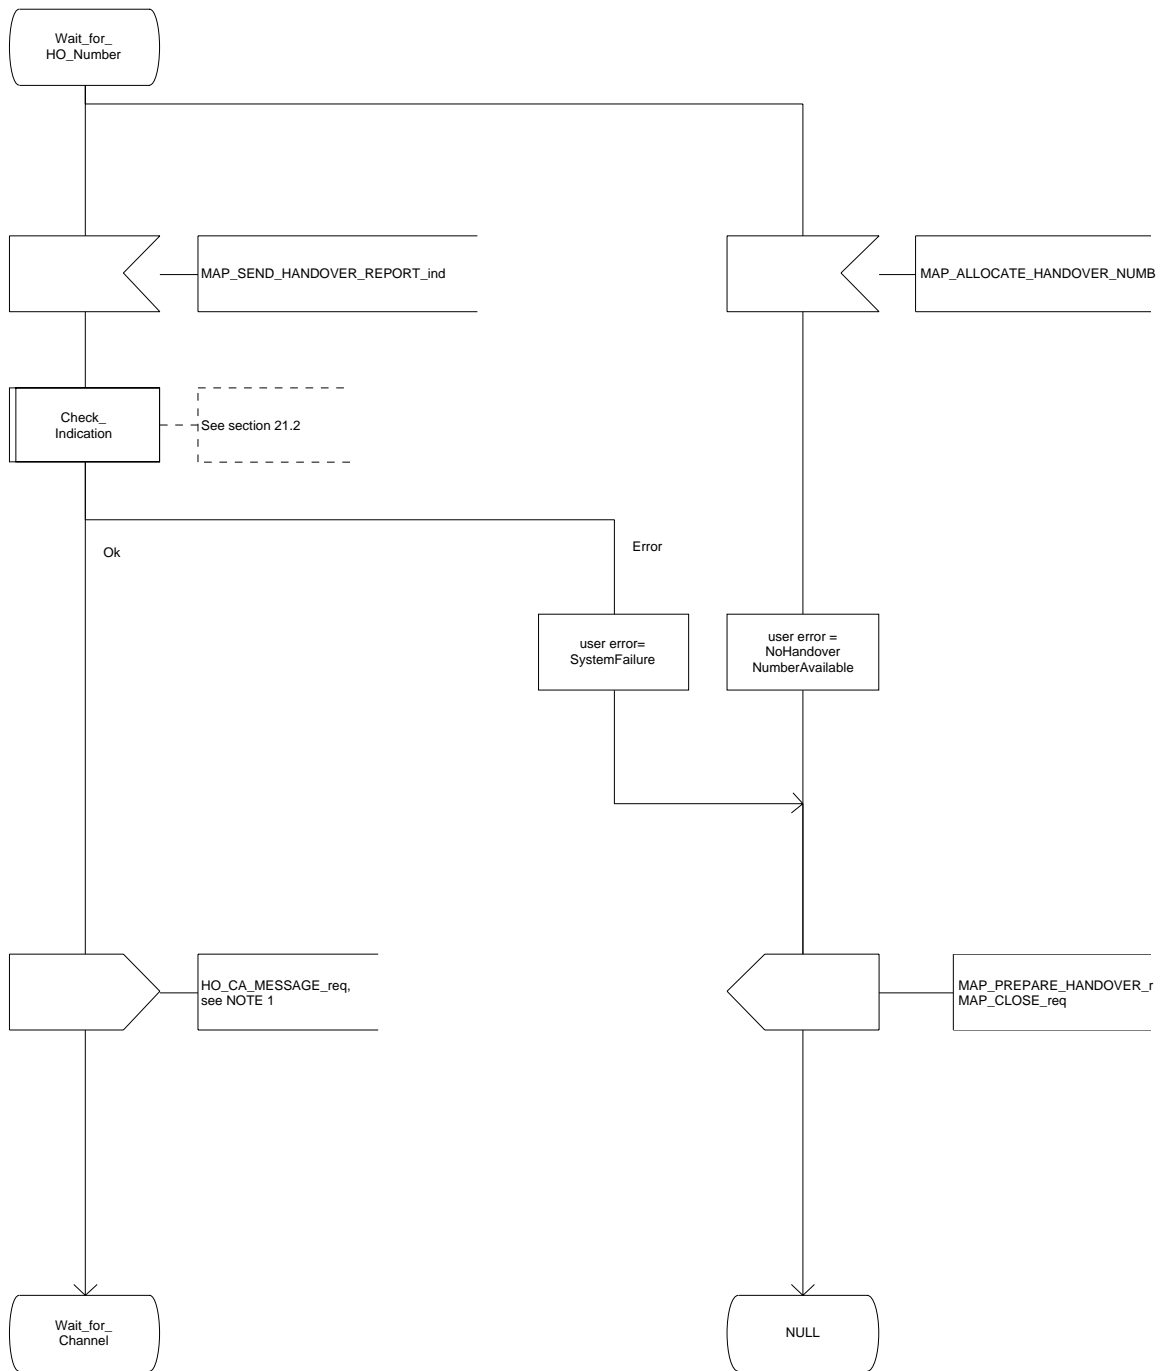 Wait_for_
HO_Number
MAP_SEND_HANDOVER_REPORT_ind
MAP_ALLOCATE_HANDOVER_NUMB
Check_
Indication
See section 21.2
Ok
Error
user error=
SystemFailure
user error =
NoHandover
NumberAvailable
HO_CA_MESSAGE_req,
see NOTE 1
MAP_PREPARE_HANDOVER_r
MAP_CLOSE_req
Wait_for_
Channel
NULL